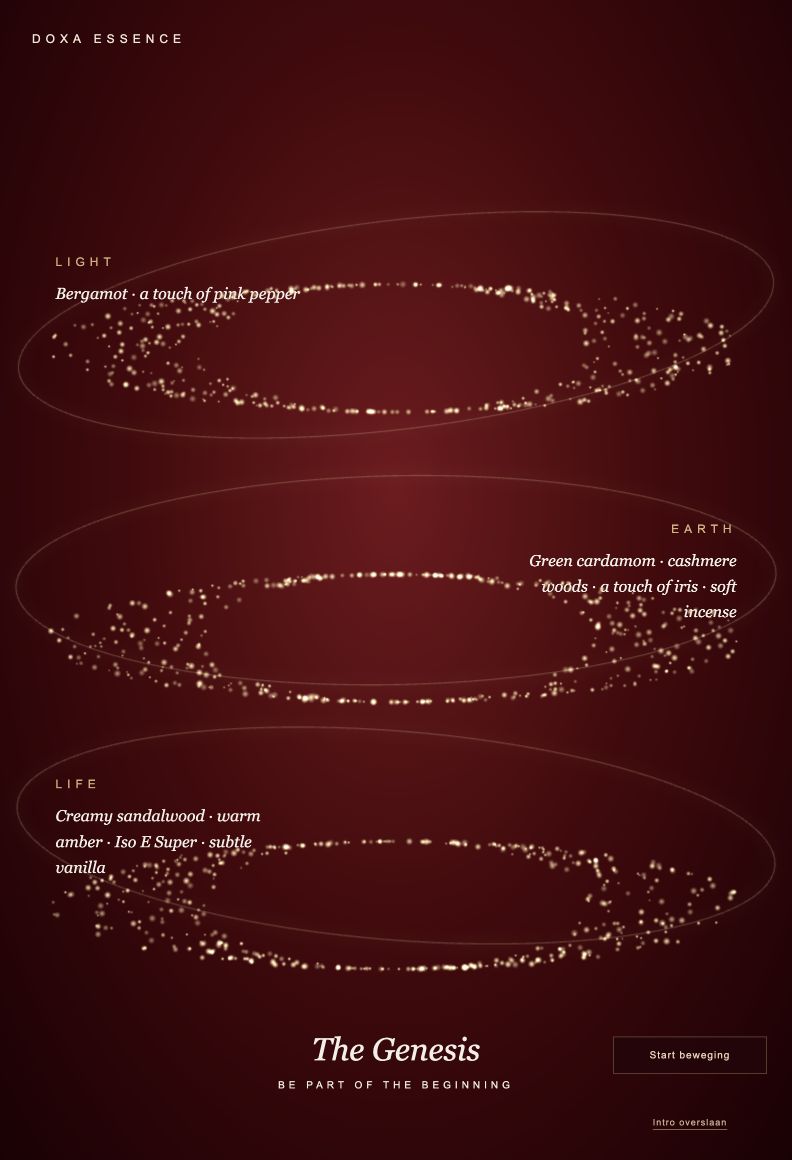 DOXA ESSENCE
LIGHT
Bergamot · a touch of pink pepper
EARTH
Green cardamom · cashmere
woods · a touch of iris · soft
incense
LIFE
Creamy sandalwood · warm
amber · Iso E Super · subtle
vanilla
The Genesis
BE PART OF THE BEGINNING
Start beweging
Intro overslaan